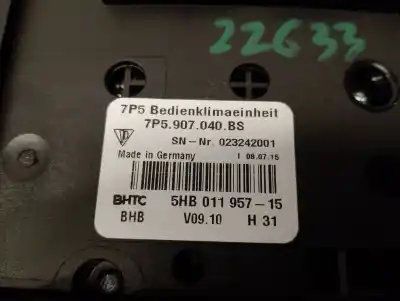 22633
7P5 Bedienklimaeinheit
7P5.907.040.BS
SN-Nr. 023242001
Made in Germany
I 08.07.15
BHTC
5HB 011 957-15
BHB
V09.10
H 31